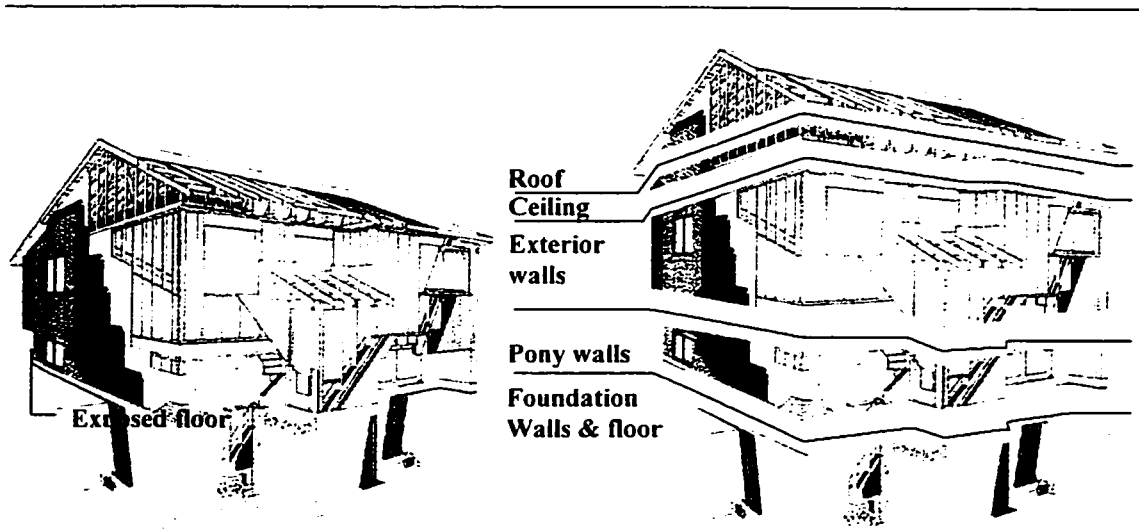 Exposed floor
Roof
Ceiling
Exterior
walls
Pony walls
Foundation
Walls & floor